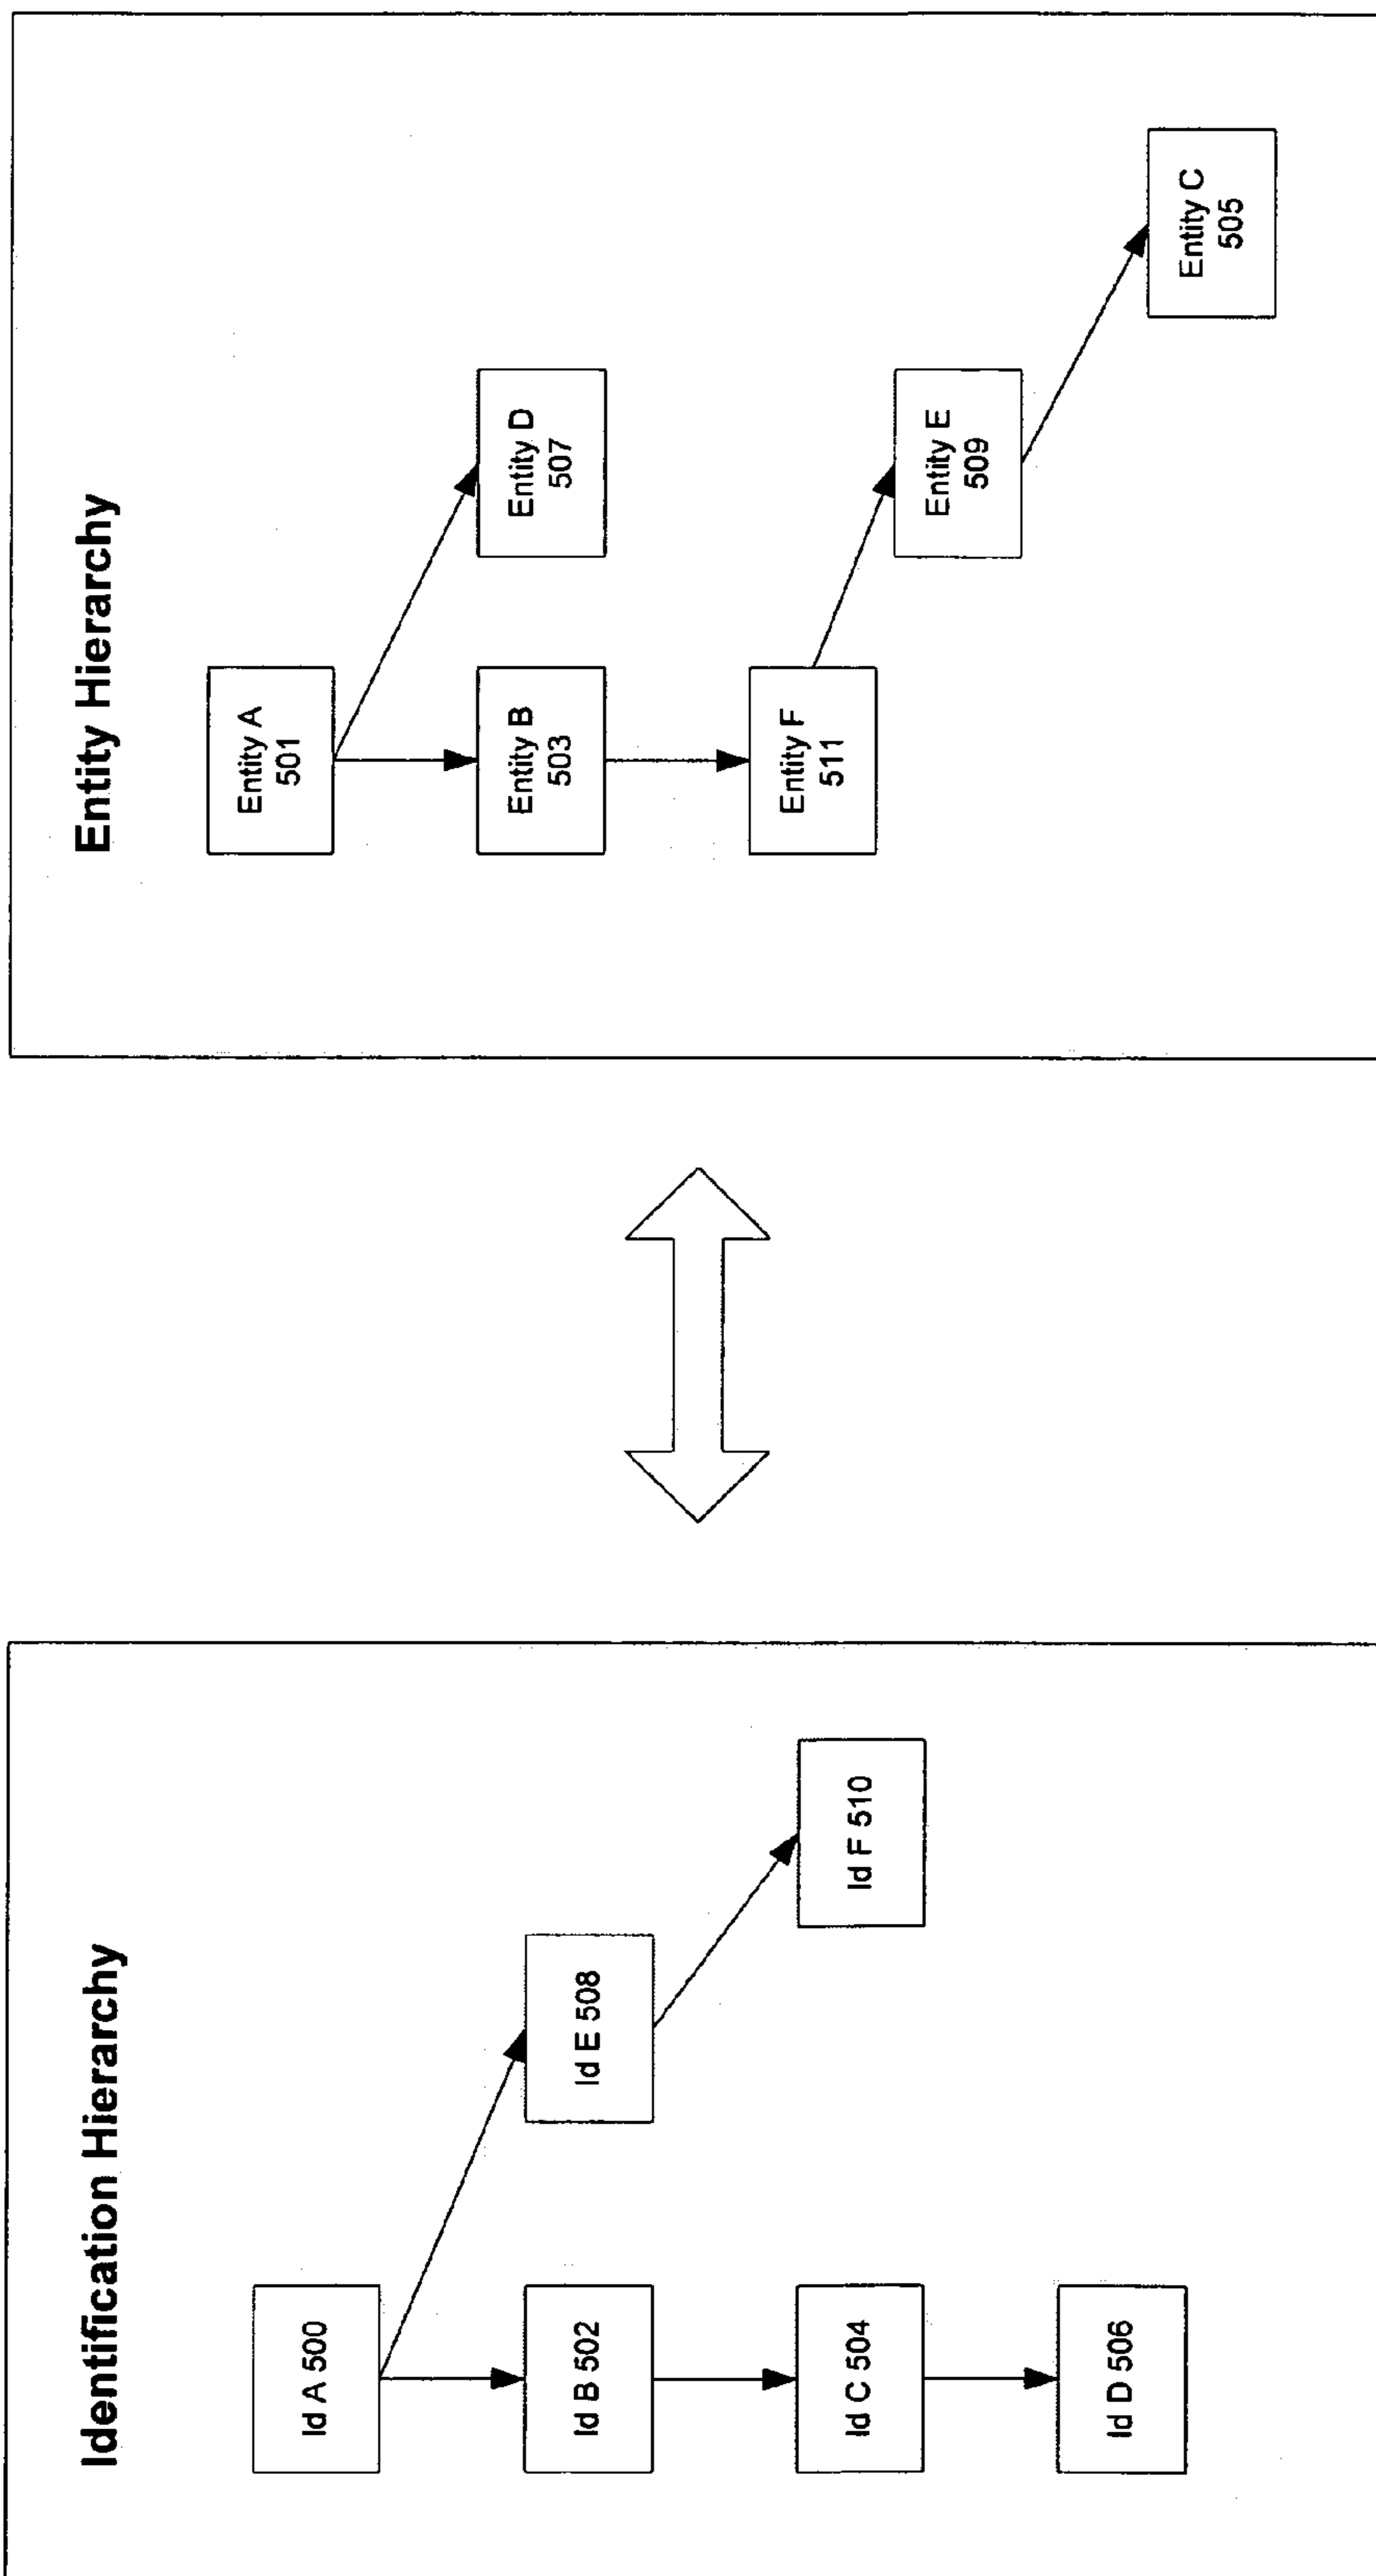 Identification Hierarchy
Id A 500
Id B 502
Id E 508
Id C 504
Id F 510
Id D 506
Entity Hierarchy
Entity A
501
Entity B
503
Entity D
507
Entity F
511
Entity E
509
Entity C
505